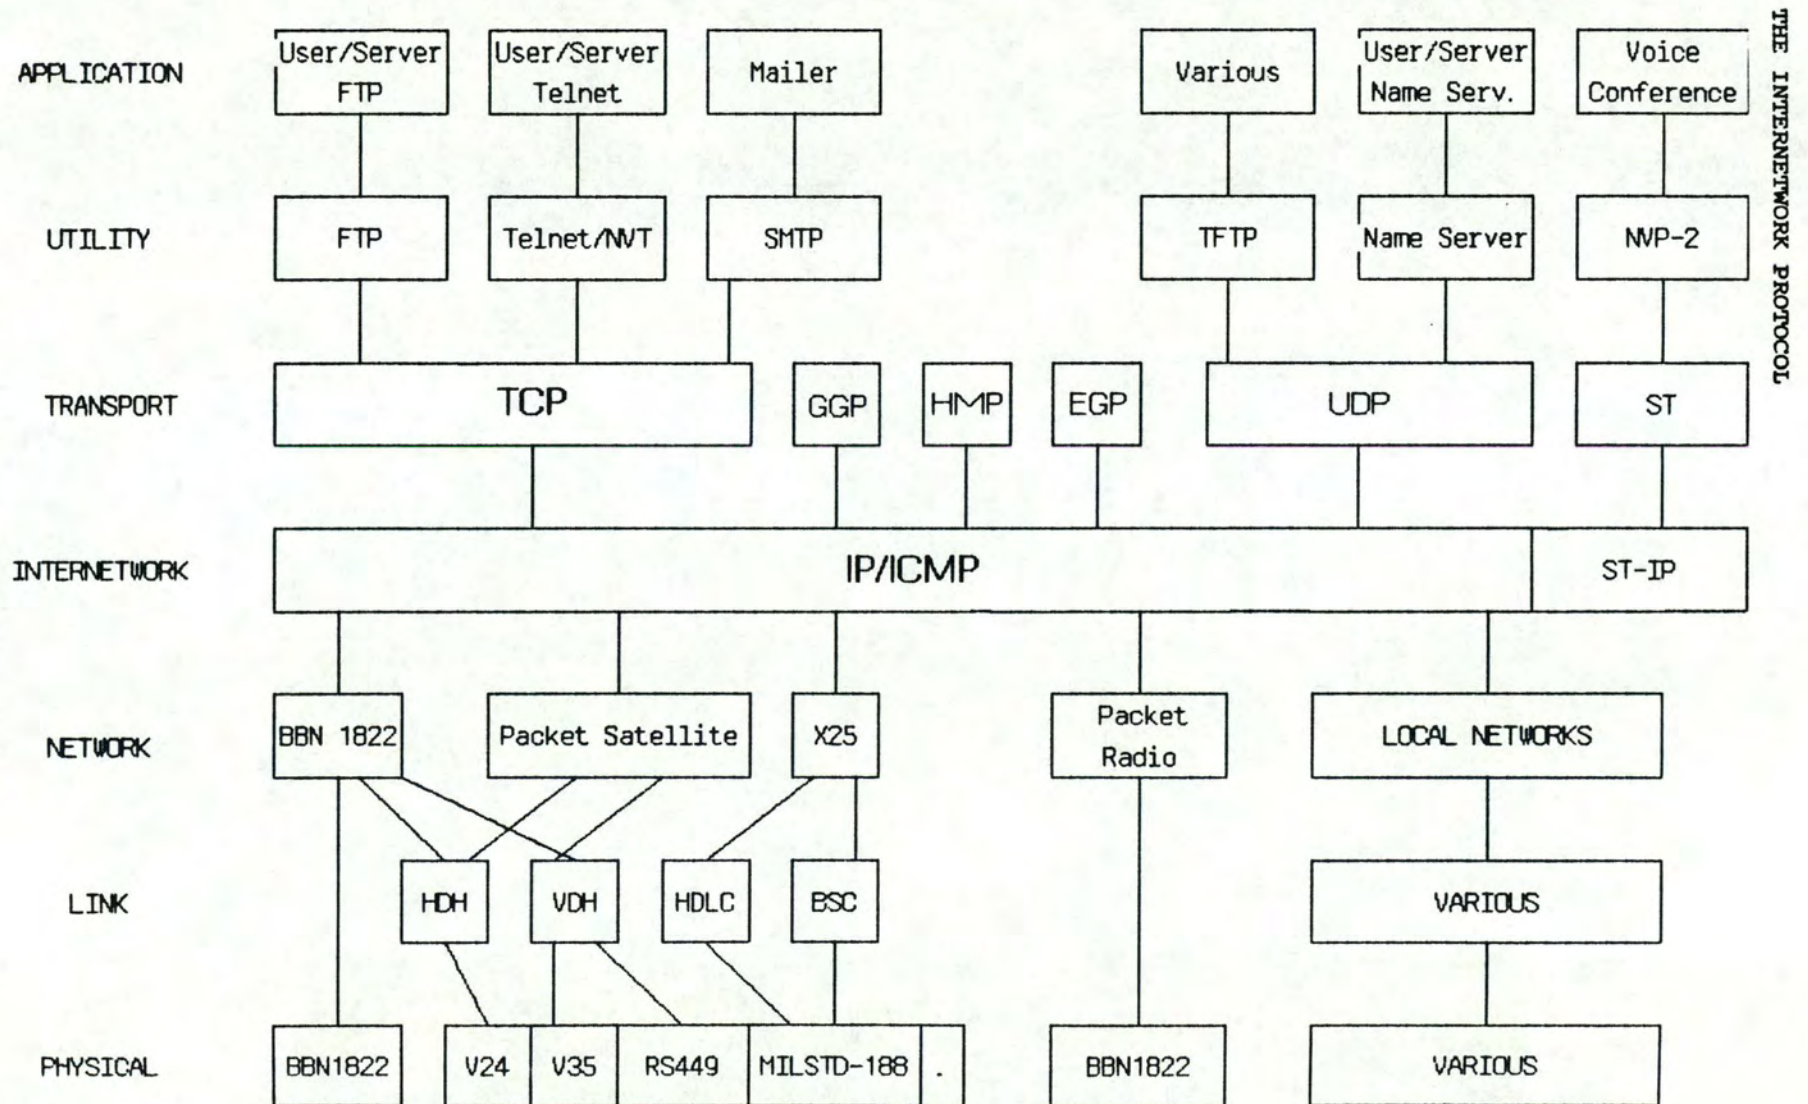 THE INTERNETWORK PROTOCOL
APPLICATION
User/Server
FTP
User/Server
Telnet
Mailer
Various
User/Server
Name Serv.
Voice
Conference
UTILITY
FTP
Telnet/NVT
SMTP
TFTP
Name Server
NVP-2
TRANSPORT
TCP
GGP
HMP
EGP
UDP
ST
INTERNETWORK
IP/ICMP
ST-IP
NETWORK
BBN 1822
Packet Satellite
X25
Packet
Radio
LOCAL NETWORKS
LINK
HDH
VDH
HDLC
BSC
VARIOUS
PHYSICAL
BBN1822
V24
V35
RS449
MILSTD-188
.
BBN1822
VARIOUS